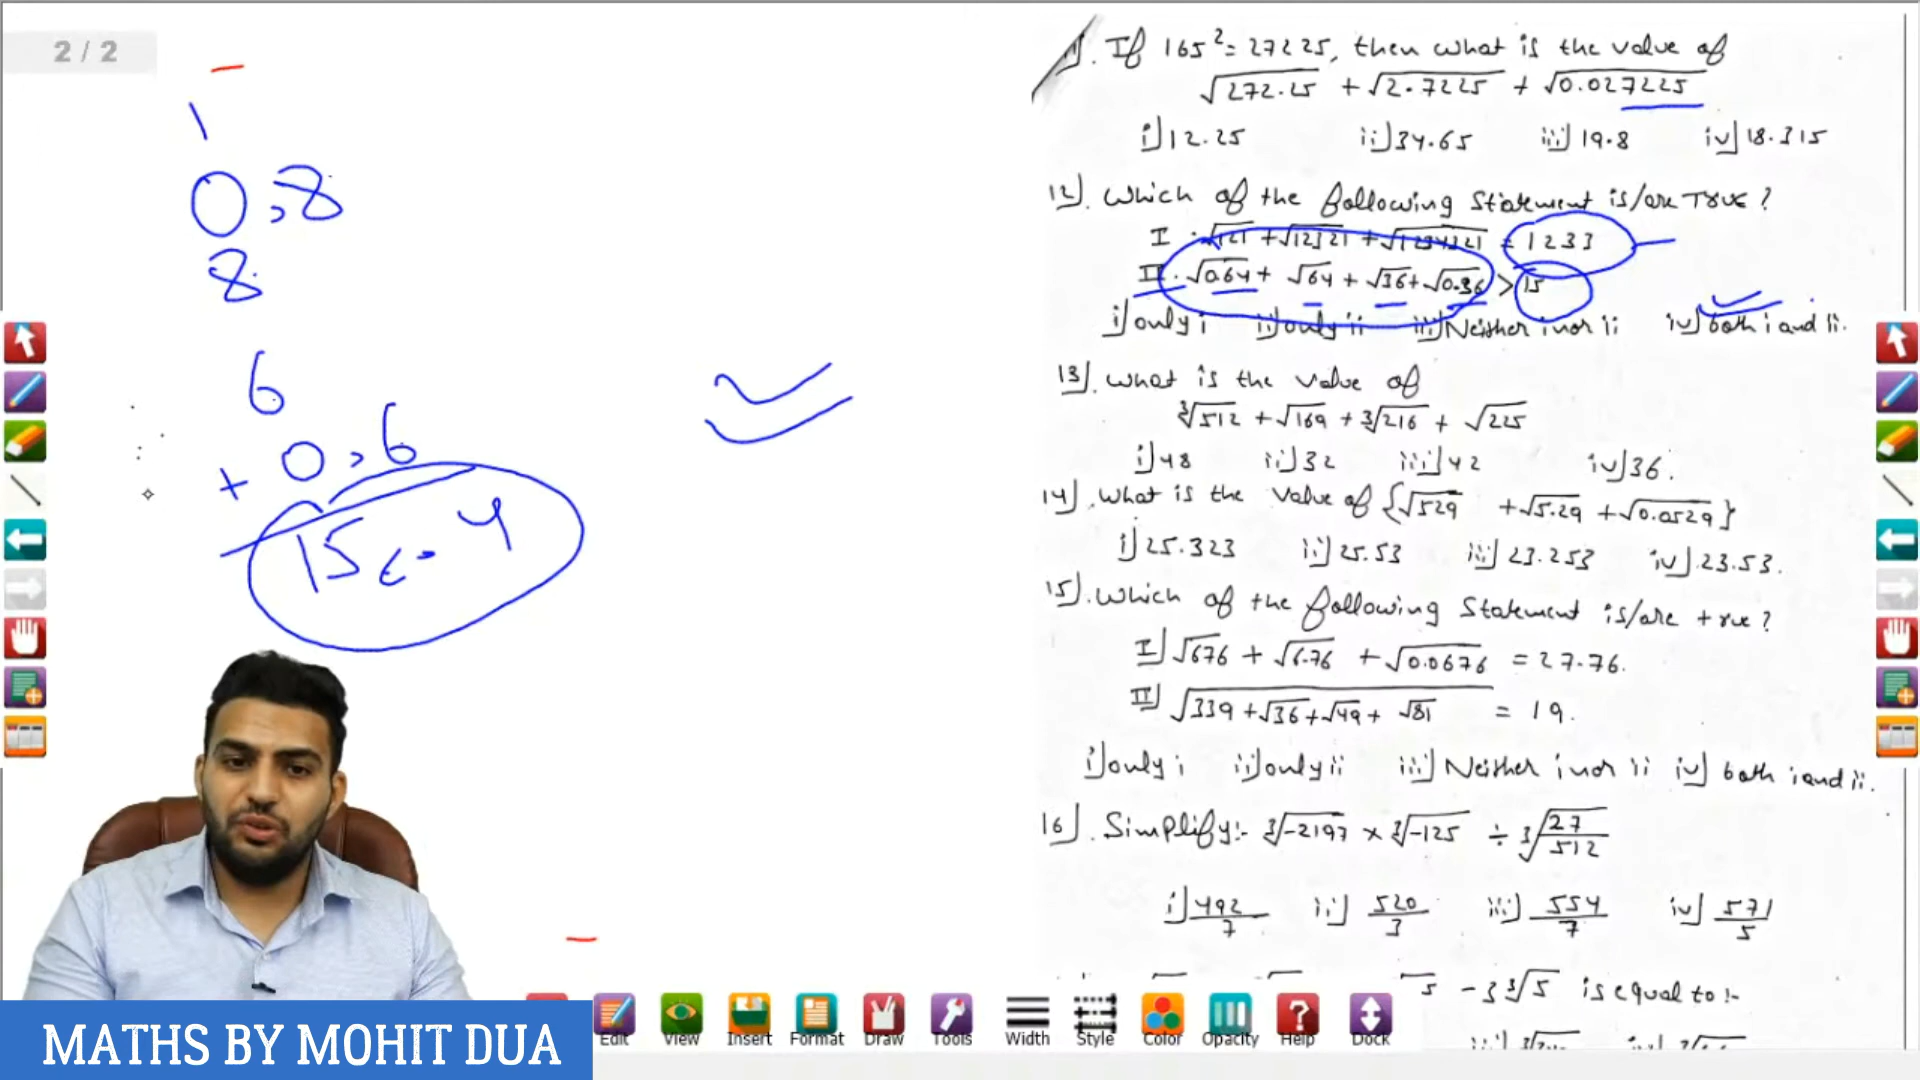 2 / 2
0.8
8
6
+ 0.6
15.4
11). If 165² = 27225, then what is the value of
√272.25 + √2.7225 + √0.027225
i) 12.25 ii) 34.65 iii) 19.8 iv) 18.315
12). Which of the following Statement is/are True?
I. √121 + √12321 + √1234321 = 1233
II. √0.64 + √64 + √36 + √0.36 > 15
i) only i ii) only ii iii) Neither i nor ii iv) both i and ii.
13). What is the value of
∛512 + √169 + ∛216 + √225
i) 48 ii) 32 iii) 42 iv) 36.
14). What is the value of {√529 + √5.29 + √0.0529}
i) 25.323 ii) 25.53 iii) 23.253 iv) 23.53.
15). Which of the following Statement is/are true?
I) √676 + √6.76 + √0.0676 = 27.76.
II) √(339 + √36 + √49 + √81) = 19.
i) only i ii) only ii iii) Neither i nor ii iv) both i and ii.
16). Simplify:- ∛-2197 × ∛-125 ÷ ∛(27/512)
i) 492/7 ii) 520/3 iii) 554/7 iv) 571/5
- 3∛5 is equal to :-
Edit View Insert Format Draw Tools Width Style Color Opacity Help Dock
MATHS BY MOHIT DUA